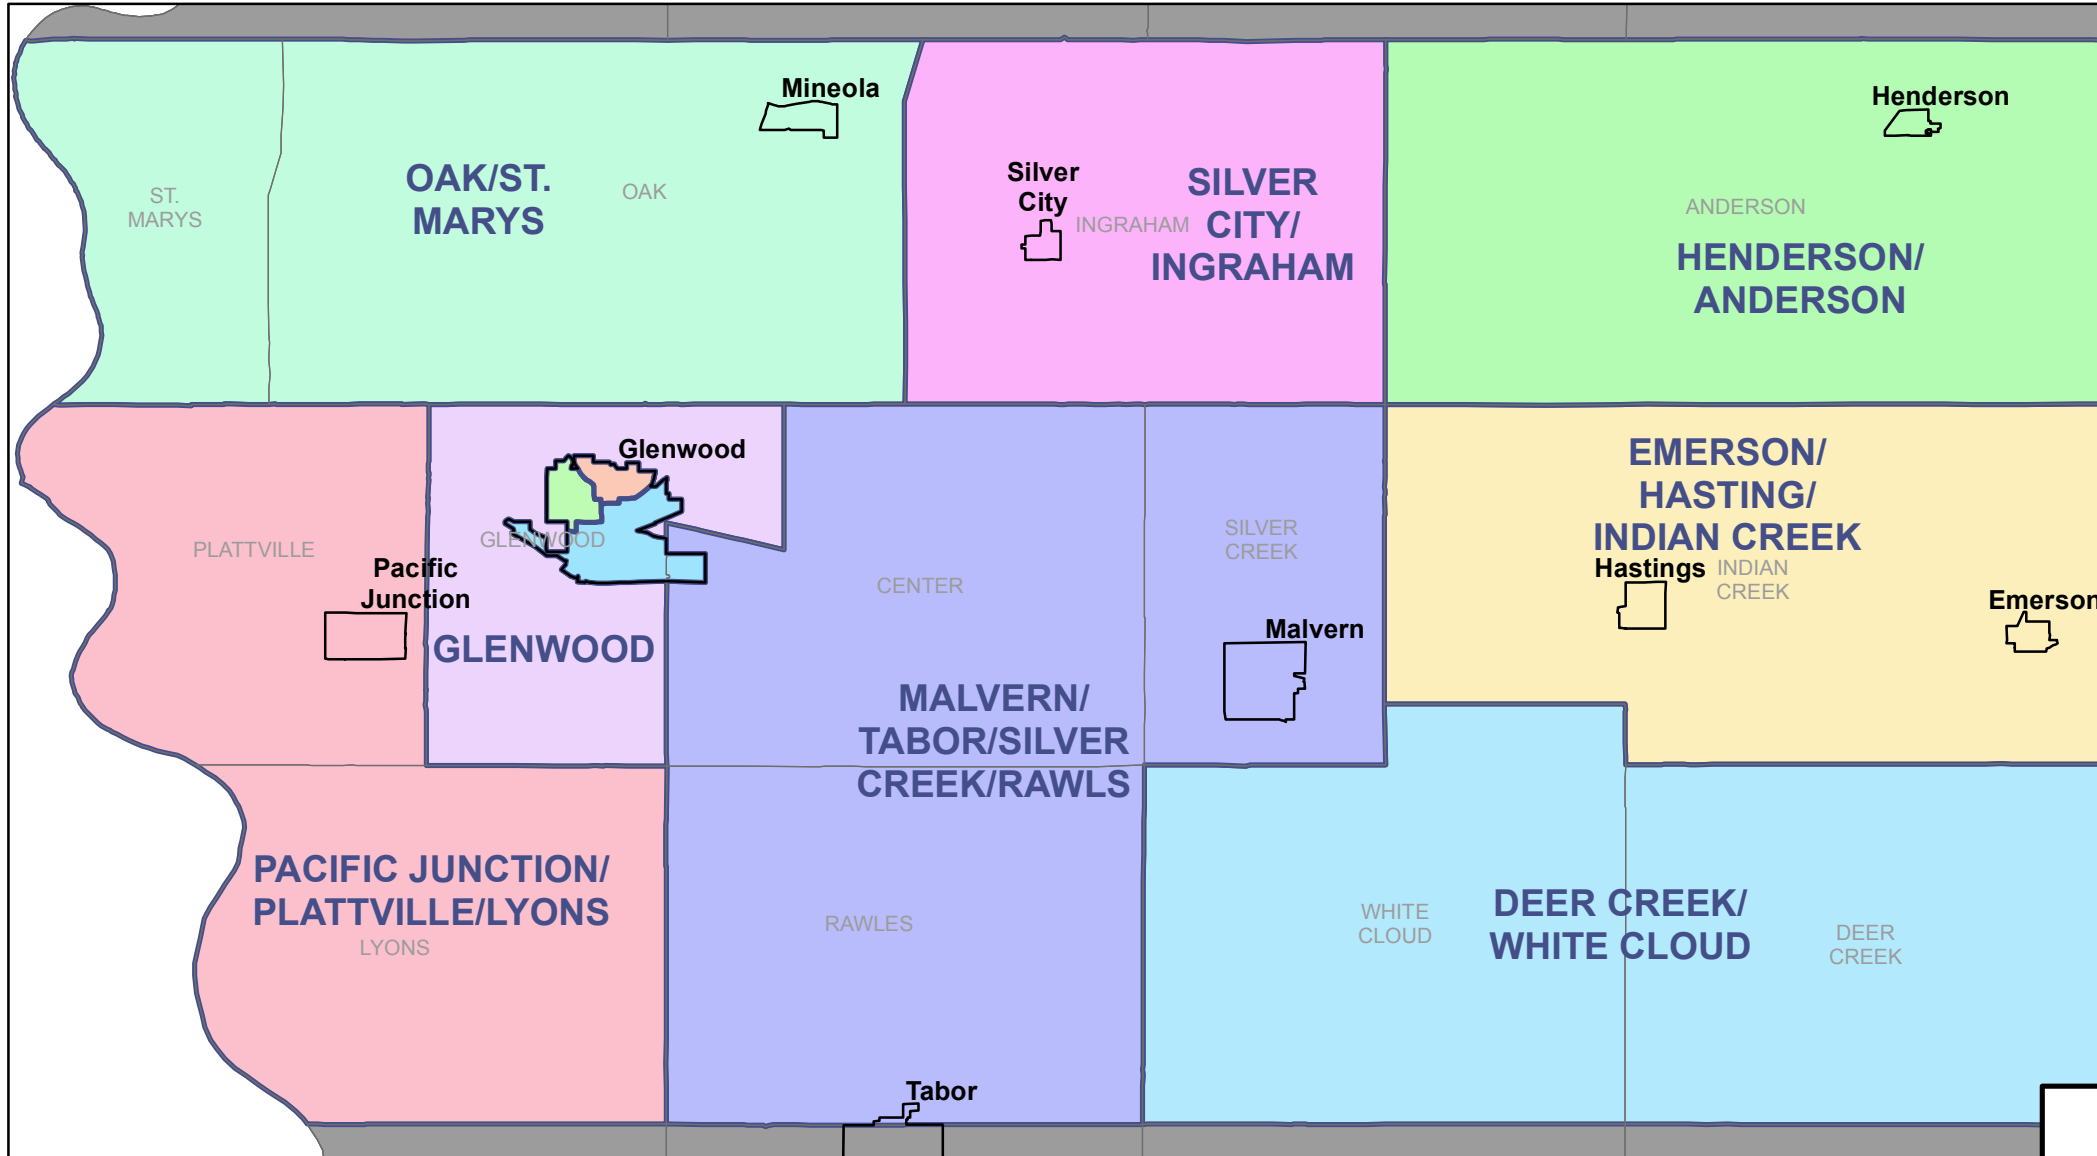 Mineola
Henderson
OAK/ST.
MARYS
ST.
MARYS
OAK
Silver
City
INGRAHAM
SILVER
CITY/
INGRAHAM
ANDERSON
HENDERSON/
ANDERSON
Glenwood
GLENWOOD
PLATTVILLE
Pacific
Junction
GLENWOOD
CENTER
SILVER
CREEK
Malvern
MALVERN/
TABOR/SILVER
CREEK/RAWLS
EMERSON/
HASTING/
INDIAN CREEK
Hastings
INDIAN
CREEK
Emerson
PACIFIC JUNCTION/
PLATTVILLE/LYONS
LYONS
RAWLES
WHITE
CLOUD
DEER CREEK/
WHITE CLOUD
DEER
CREEK
Tabor